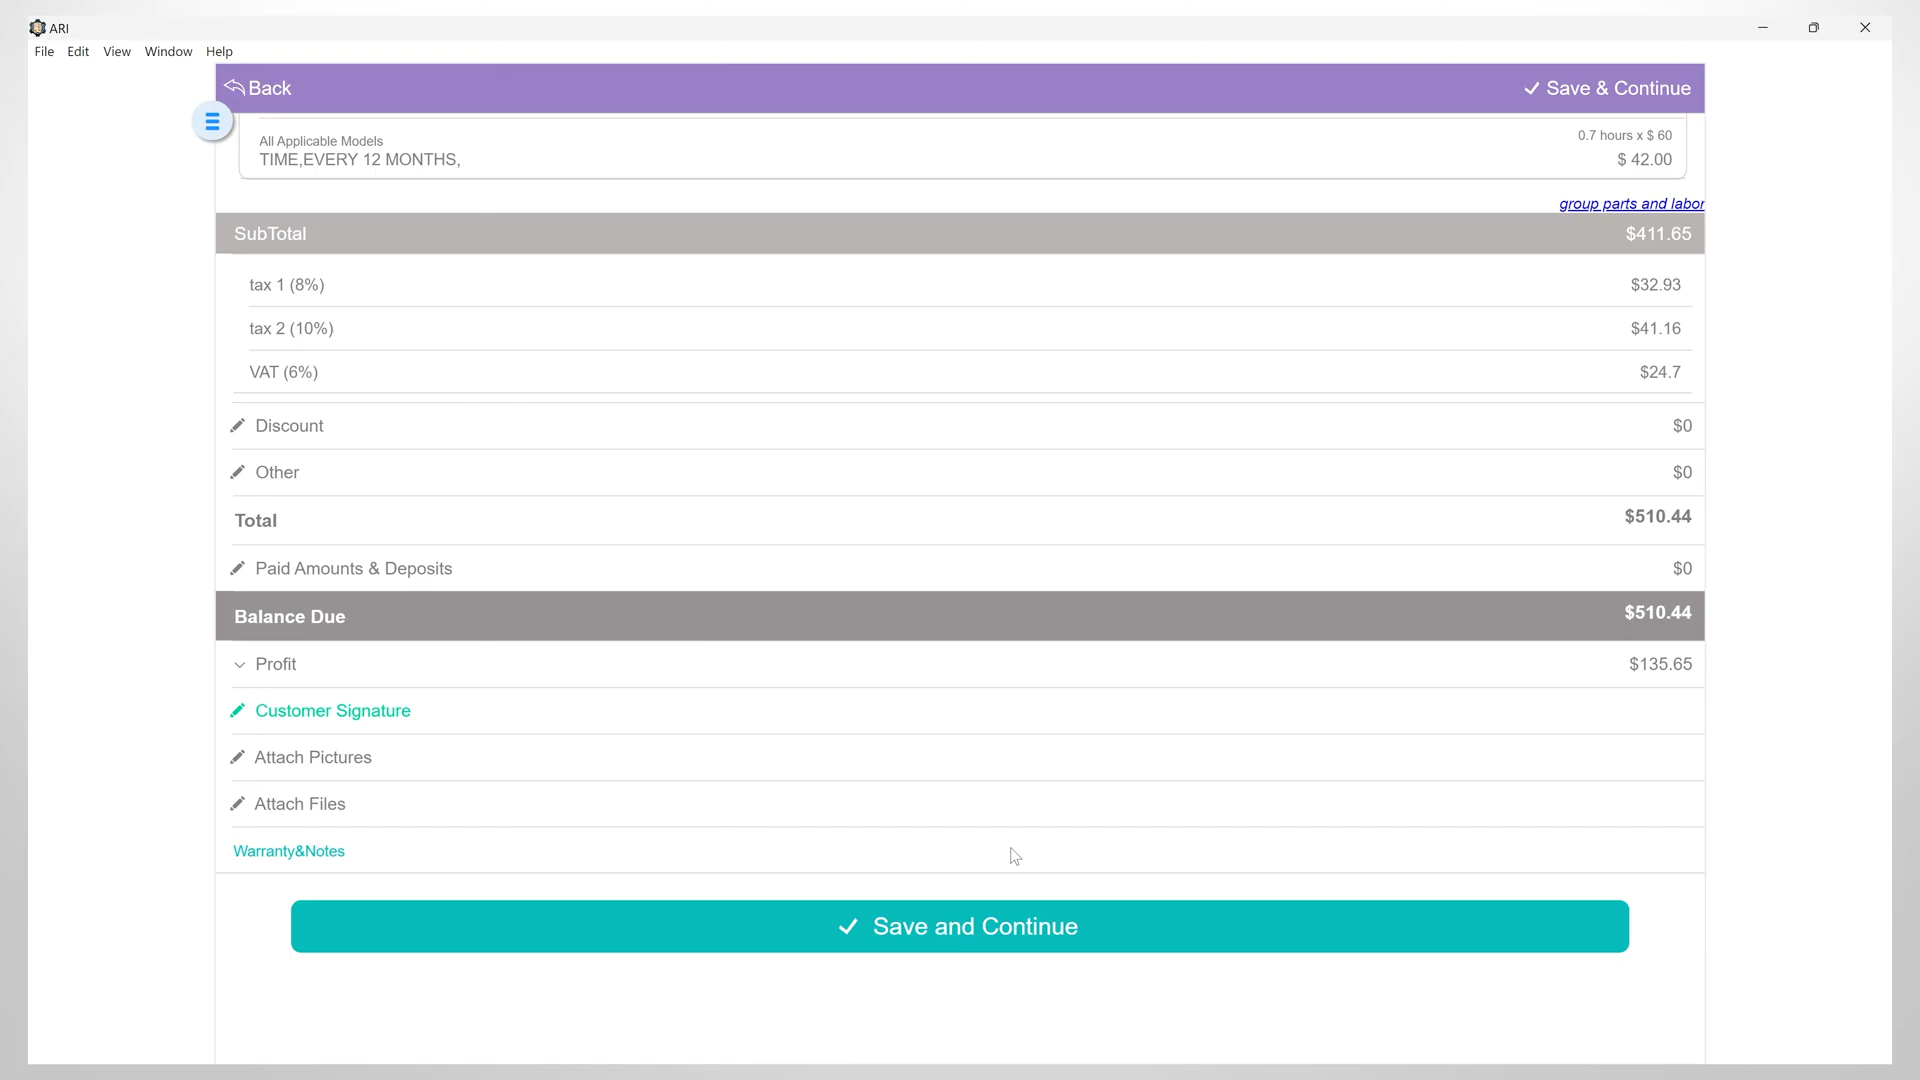 ARI
File Edit View Window Help
Back
Save & Continue
All Applicable Models
0.7 hours x $ 60
TIME,EVERY 12 MONTHS,
$ 42.00
group parts and labor
SubTotal $411.65
tax 1 (8%) $32.93
tax 2 (10%) $41.16
VAT (6%) $24.7
Discount $0
Other $0
Total $510.44
Paid Amounts & Deposits $0
Balance Due $510.44
Profit $135.65
Customer Signature
Attach Pictures
Attach Files
Warranty&Notes
Save and Continue